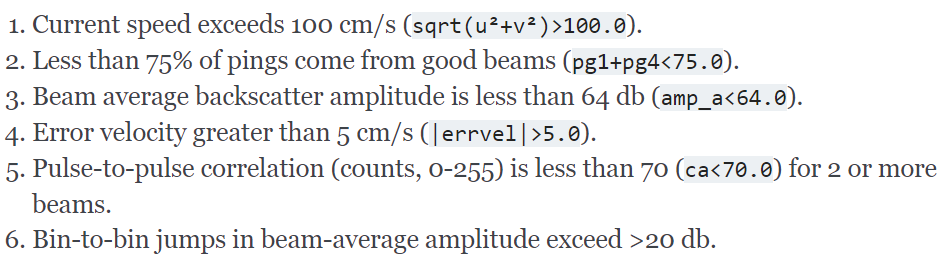 1. Current speed exceeds 100 cm/s (sqrt(u²+v²)>100.0).
2. Less than 75% of pings come from good beams (pg1+pg4<75.0).
3. Beam average backscatter amplitude is less than 64 db (amp_a<64.0).
4. Error velocity greater than 5 cm/s (|errvel|>5.0).
5. Pulse-to-pulse correlation (counts, 0-255) is less than 70 (ca<70.0) for 2 or more
beams.
6. Bin-to-bin jumps in beam-average amplitude exceed >20 db.